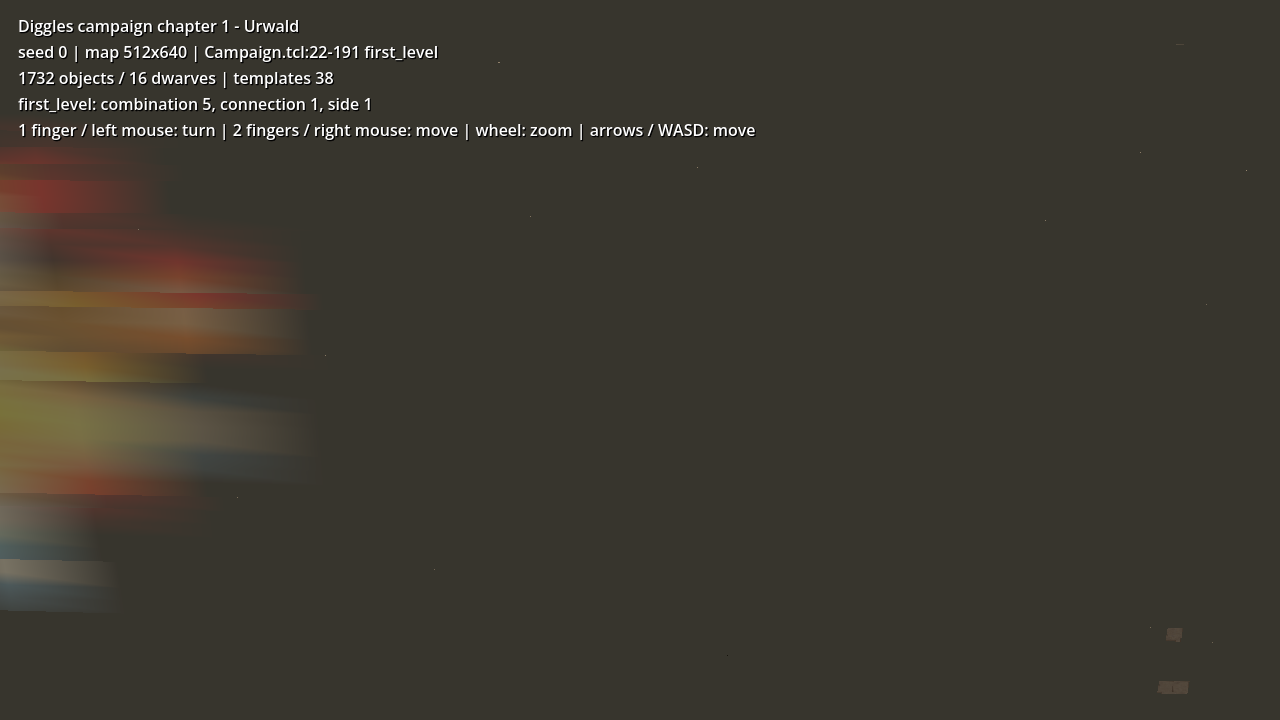 Diggles campaign chapter 1 - Urwald
seed 0 | map 512x640 | Campaign.tcl:22-191 first_level
1732 objects / 16 dwarves | templates 38
first_level: combination 5, connection 1, side 1
1 finger / left mouse: turn | 2 fingers / right mouse: move | wheel: zoom | arrows / WASD: move